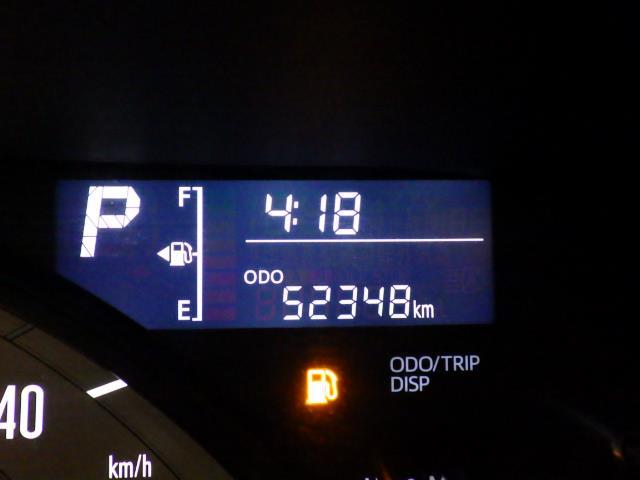 P
F
4:18
ODO
E
52348km
ODO/TRIP
DISP
40
km/h